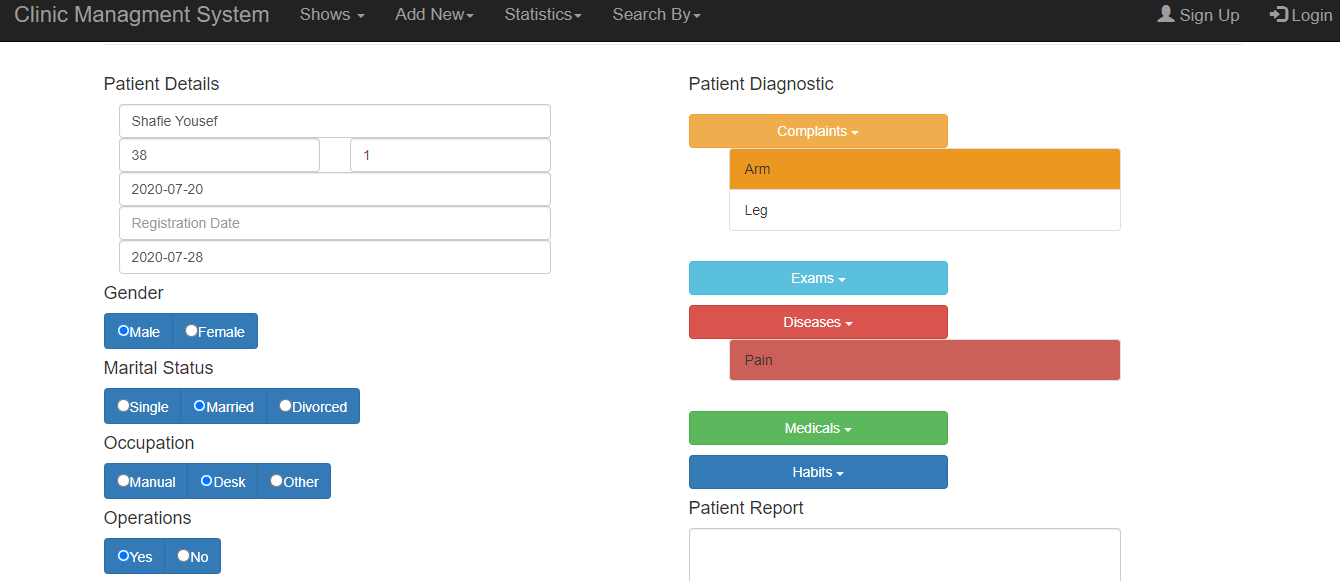 Clinic Managment System Shows Add New Statistics Search By Sign Up Login
Patient Details
Shafie Yousef
38 1
2020-07-20
Registration Date
2020-07-28
Gender
Male Female
Marital Status
Single Married Divorced
Occupation
Manual Desk Other
Operations
Yes No
Patient Diagnostic
Complaints
Arm
Leg
Exams
Diseases
Pain
Medicals
Habits
Patient Report